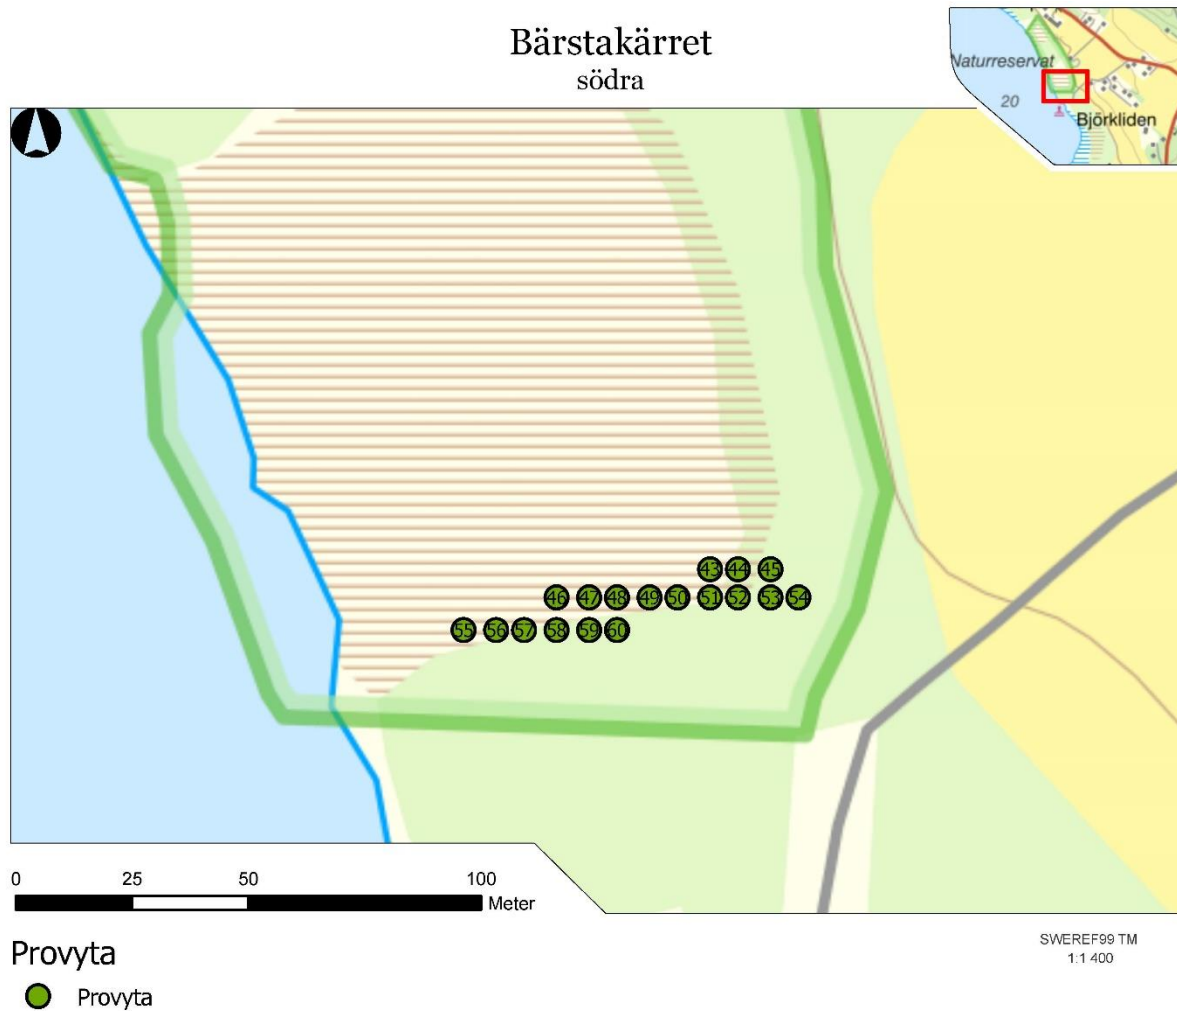 Bärstakärret
södra
Naturreservat
20
Björkliden
43 44 45
46 47 48 49 50 51 52 53 54
55 56 57 58 59 60
0 25 50 100
Meter
SWEREF99 TM
1:1 400
Provyta
Provyta